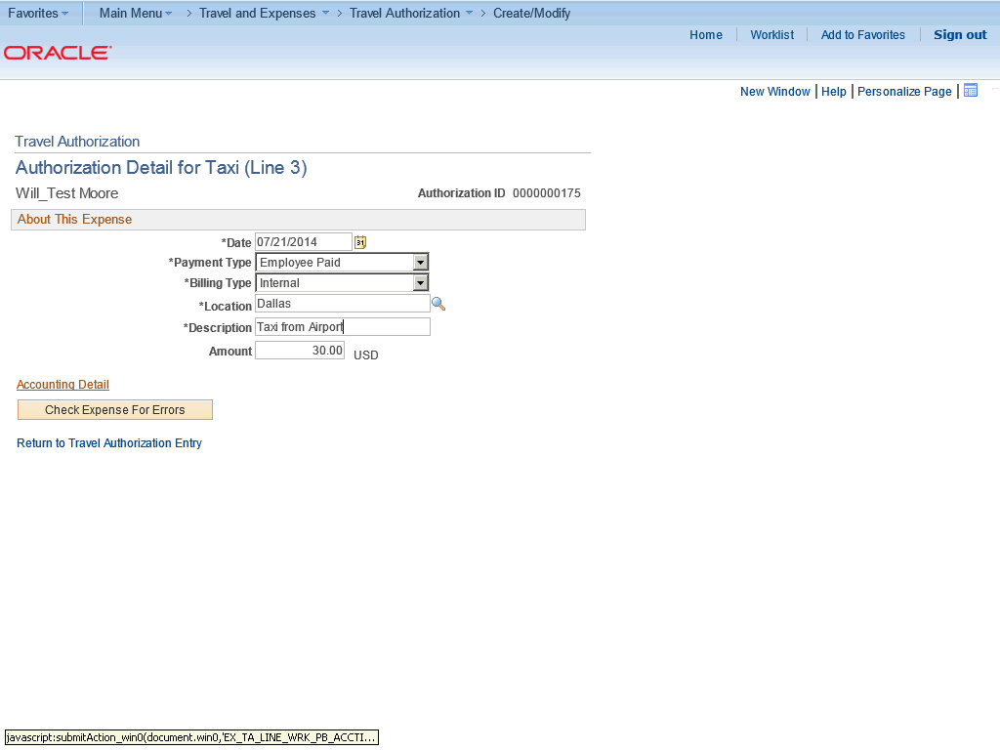 Favorites Main Menu > Travel and Expenses > Travel Authorization > Create/Modify
Home Worklist Add to Favorites Sign out
ORACLE
New Window | Help | Personalize Page |
Travel Authorization
Authorization Detail for Taxi (Line 3)
Will_Test Moore Authorization ID 0000000175
About This Expense
*Date 07/21/2014 31
*Payment Type Employee Paid
*Billing Type Internal
*Location Dallas
*Description Taxi from Airport
Amount 30.00 USD
Accounting Detail
Check Expense For Errors
Return to Travel Authorization Entry
javascript:submitAction_win0(document.win0,'EX_TA_LINE_WRK_PB_ACCTI...